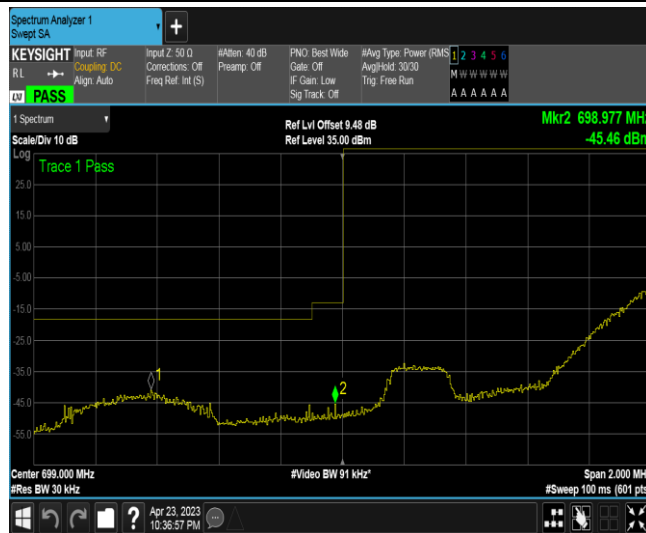 Spectrum Analyzer 1
Swept SA
+
KEYSIGHT
RL
LXI PASS
Input: RF
Coupling: DC
Align: Auto
Input Z: 50 Ω
Corrections: Off
Freq Ref: Int (S)
#Atten: 40 dB
Preamp: Off
PNO: Best Wide
Gate: Off
IF Gain: Low
Sig Track: Off
#Avg Type: Power (RMS
Avg|Hold: 30/30
Trig: Free Run
1 2 3 4 5 6
M W W W W W
A A A A A A
1 Spectrum
Scale/Div 10 dB
Ref Lvl Offset 9.48 dB
Ref Level 35.00 dBm
Mkr2 698.977 MHz
-45.46 dBm
Log
Trace 1 Pass
25.0
15.0
5.00
-5.00
-15.0
-25.0
-35.0
-45.0
-55.0
1
2
Center 699.000 MHz
#Res BW 30 kHz
#Video BW 91 kHz*
Span 2.000 MHz
#Sweep 100 ms (601 pts)
?
Apr 23, 2023
10:36:57 PM